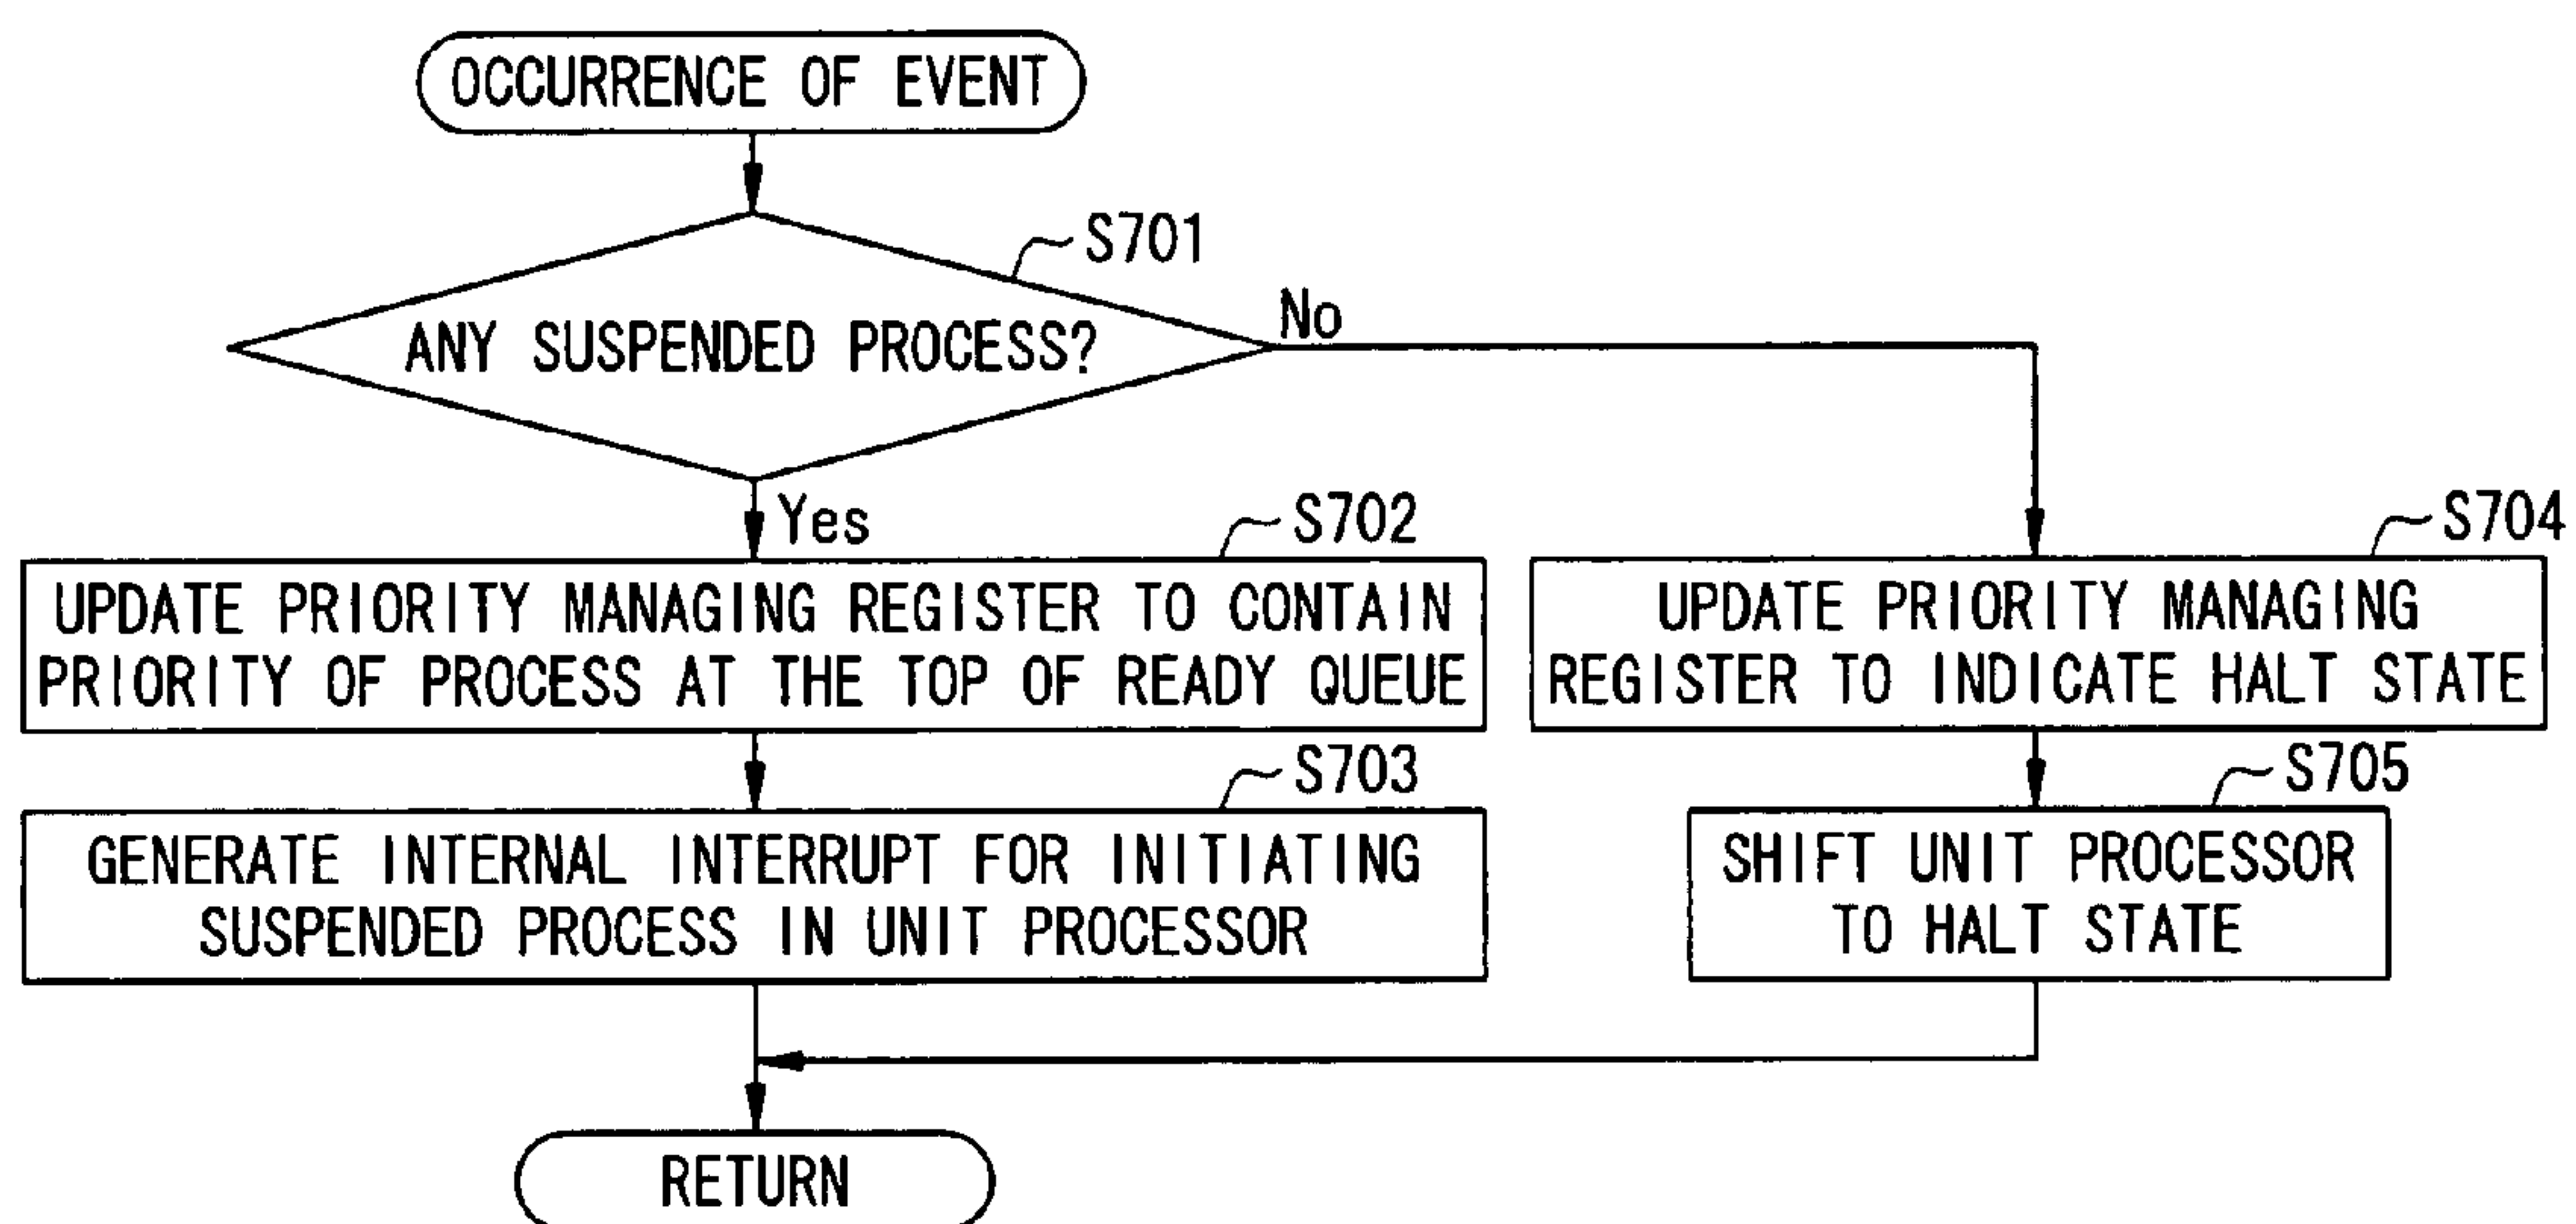 OCCURRENCE OF EVENT
S701
ANY SUSPENDED PROCESS?
No
Yes
S702
UPDATE PRIORITY MANAGING REGISTER TO CONTAIN
PRIORITY OF PROCESS AT THE TOP OF READY QUEUE
S704
UPDATE PRIORITY MANAGING
REGISTER TO INDICATE HALT STATE
S703
GENERATE INTERNAL INTERRUPT FOR INITIATING
SUSPENDED PROCESS IN UNIT PROCESSOR
S705
SHIFT UNIT PROCESSOR
TO HALT STATE
RETURN